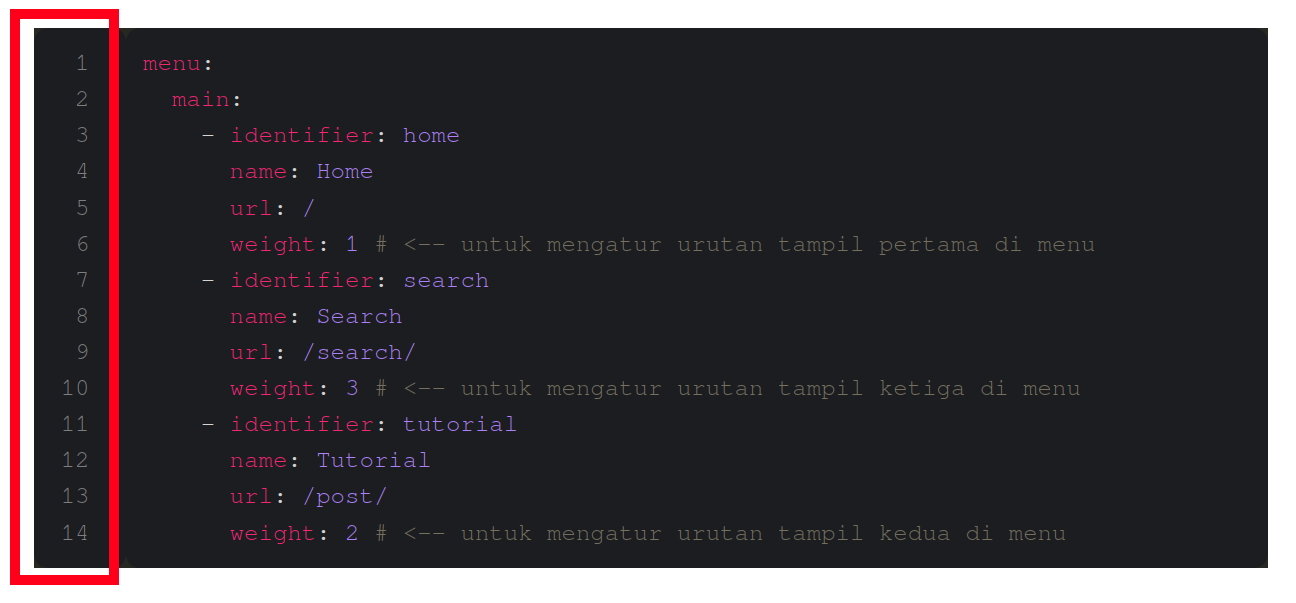 1 menu:
2   main:
3     - identifier: home
4       name: Home
5       url: /
6       weight: 1 # <-- untuk mengatur urutan tampil pertama di menu
7     - identifier: search
8       name: Search
9       url: /search/
10       weight: 3 # <-- untuk mengatur urutan tampil ketiga di menu
11     - identifier: tutorial
12       name: Tutorial
13       url: /post/
14       weight: 2 # <-- untuk mengatur urutan tampil kedua di menu